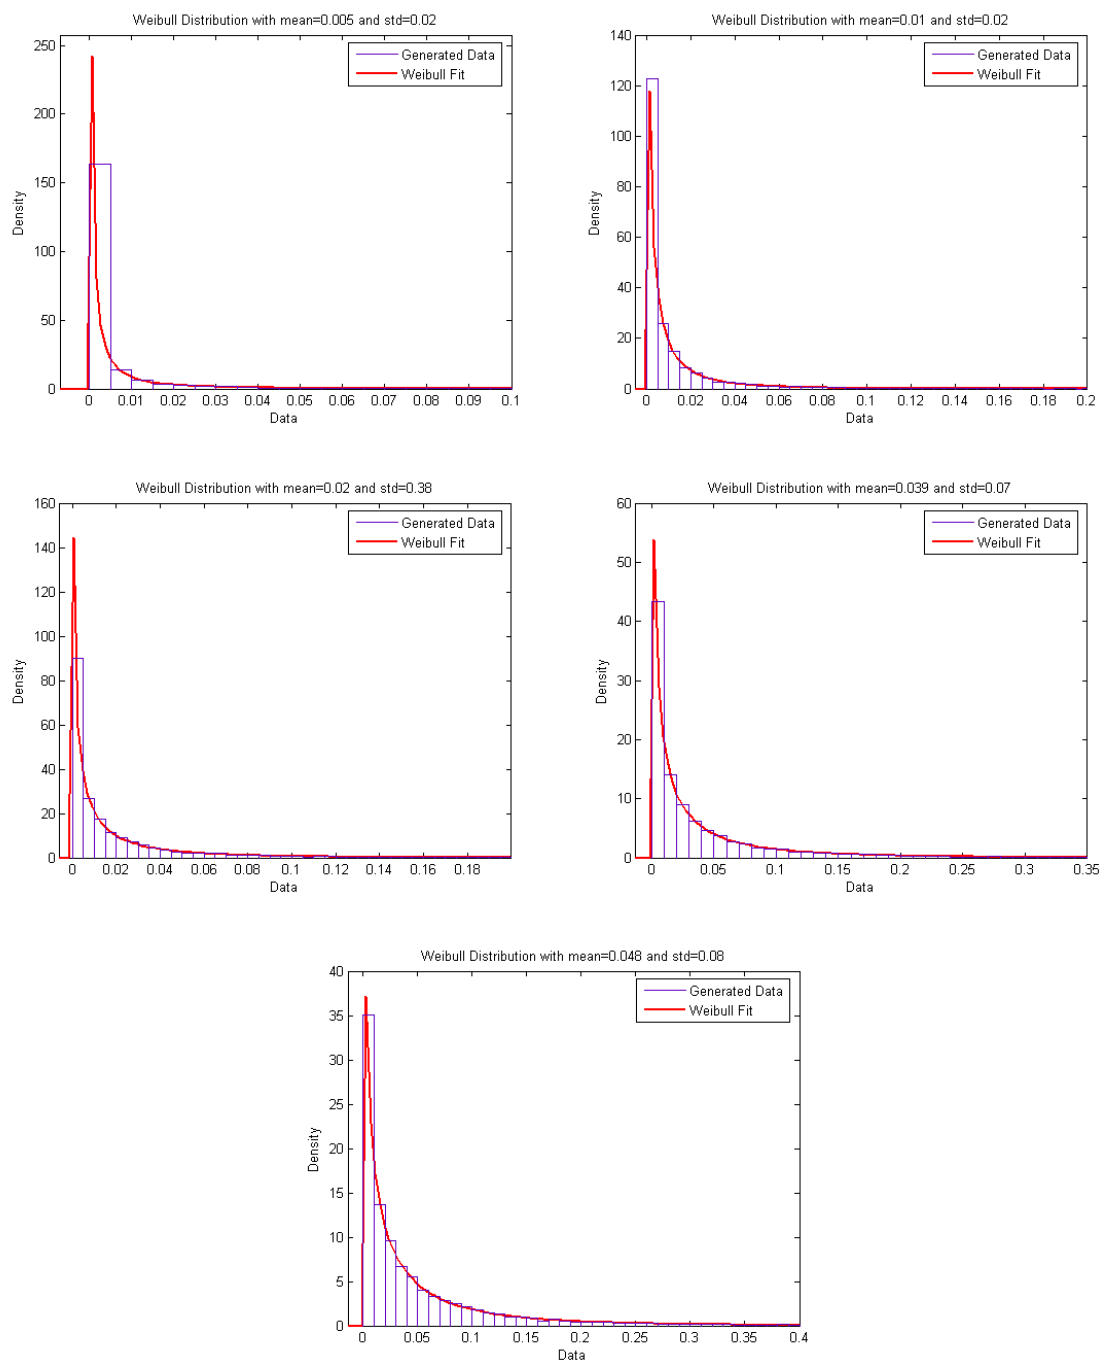 Weibull Distribution with mean=0.005 and std=0.02
Generated Data
Weibull Fit
250
200
150
100
50
0
Density
0 0.01 0.02 0.03 0.04 0.05 0.06 0.07 0.08 0.09 0.1
Data
Weibull Distribution with mean=0.01 and std=0.02
Generated Data
Weibull Fit
140
120
100
80
60
40
20
0
Density
0 0.02 0.04 0.06 0.08 0.1 0.12 0.14 0.16 0.18 0.2
Data
Weibull Distribution with mean=0.02 and std=0.38
Generated Data
Weibull Fit
160
140
120
100
80
60
40
20
0
Density
0 0.02 0.04 0.06 0.08 0.1 0.12 0.14 0.16 0.18
Data
Weibull Distribution with mean=0.039 and std=0.07
Generated Data
Weibull Fit
60
50
40
30
20
10
0
Density
0 0.05 0.1 0.15 0.2 0.25 0.3 0.35
Data
Weibull Distribution with mean=0.048 and std=0.08
Generated Data
Weibull Fit
40
35
30
25
20
15
10
5
0
Density
0 0.05 0.1 0.15 0.2 0.25 0.3 0.35 0.4
Data